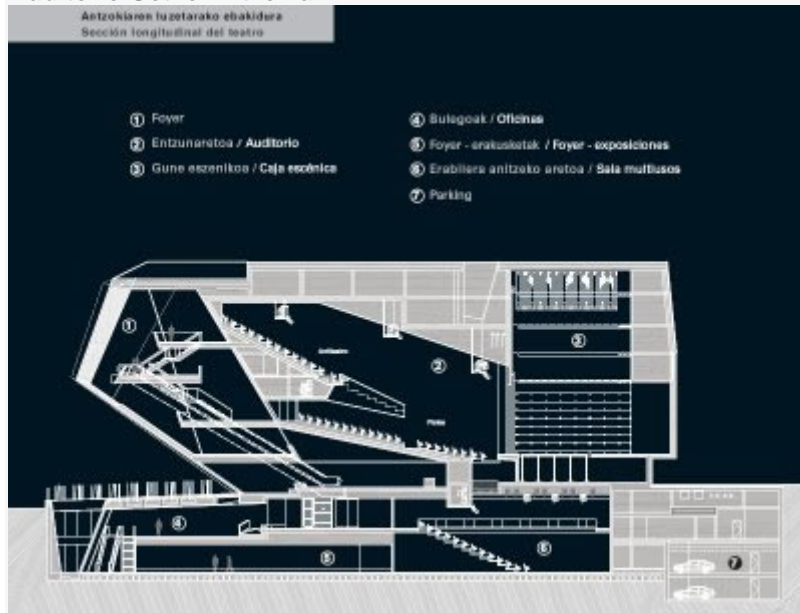 Antzokiaren luzetarako ebakidura
Sección longitudinal del teatro
① Foyer
② Entzunaretoa / Auditorio
③ Gune eszenikoa / Caja escénica
④ Bulegoak / Oficinas
⑤ Foyer - erakusketak / Foyer - exposiciones
⑥ Erabilera anitzeko aretoa / Sala multiusos
⑦ Parking
①
②
③
Anfiteatro
Platea
④
⑤
⑥
⑦